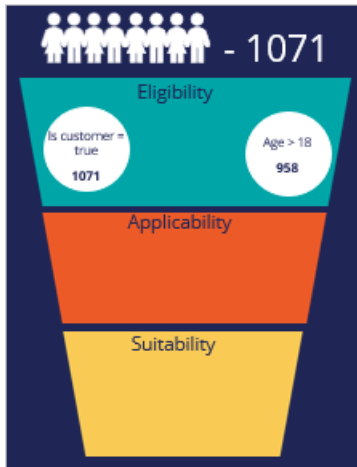 - 1071
Eligibility
Is customer =
true
1071
Age > 18
958
Applicability
Suitability